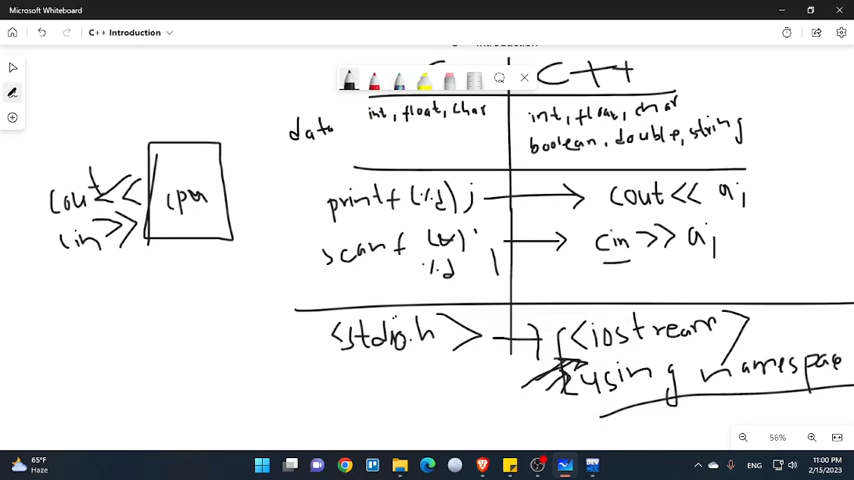 Microsoft Whiteboard
C++ Introduction
C++
int, float, char
int, float, char
data
boolean, double, string
printf (%d);
cout << a;
cout <<
cpu
cin >>
scanf
%d
cin >> a;
<stdio.h>
<iostream>
using namespace
56%
65°F
Haze
ENG
11:00 PM
2/15/2023